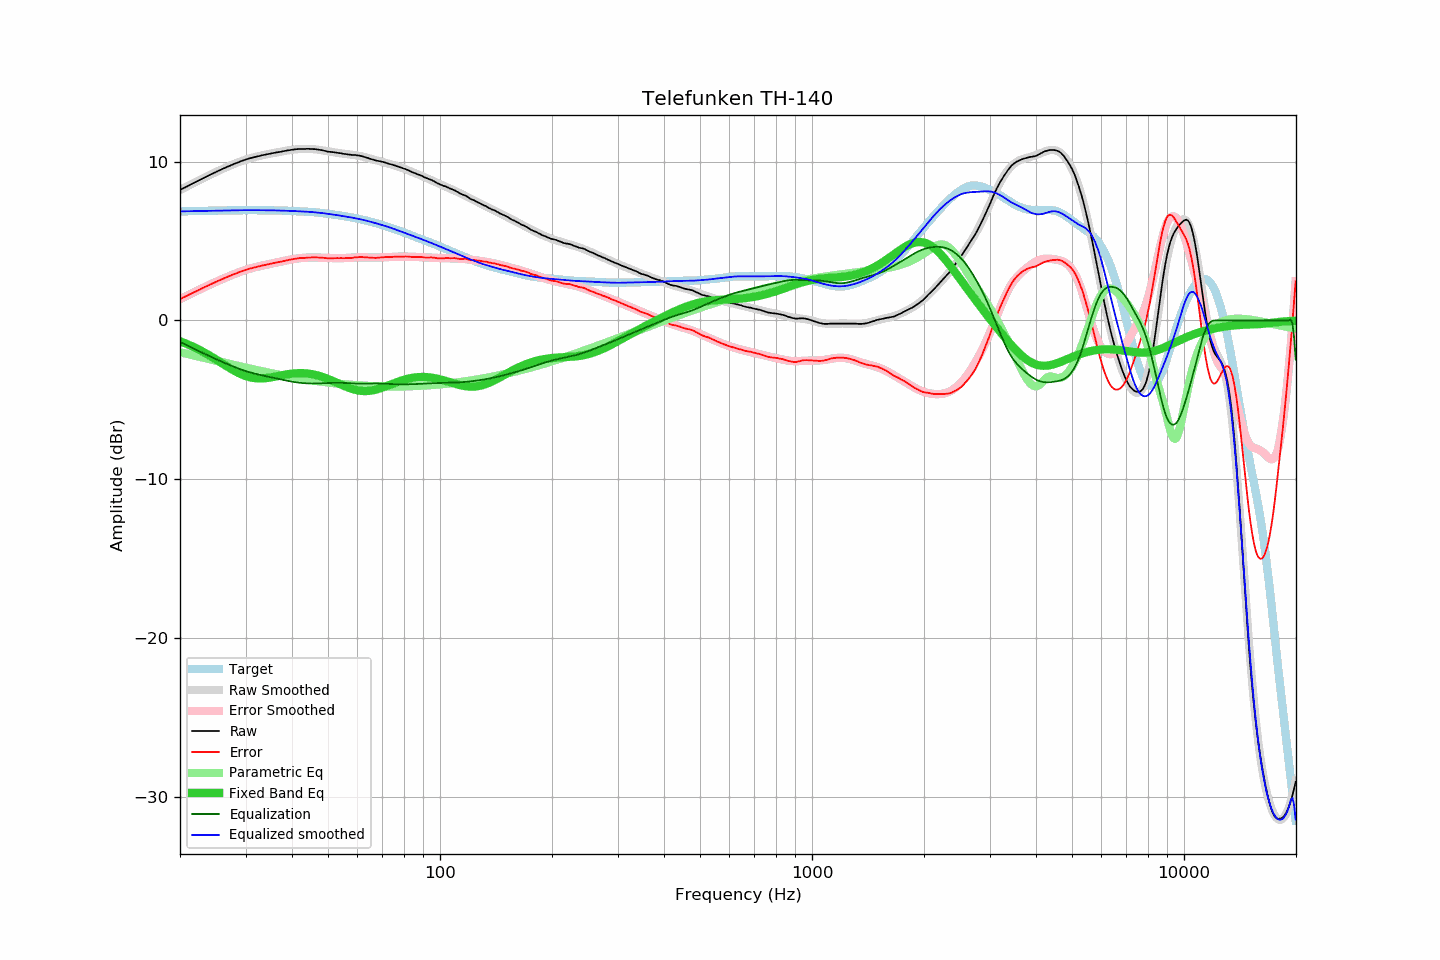 Telefunken TH-140
10
0
−10
−20
−30
Amplitude (dBr)
Target
Raw Smoothed
Error Smoothed
Raw
Error
Parametric Eq
Fixed Band Eq
Equalization
Equalized smoothed
100
1000
10000
Frequency (Hz)